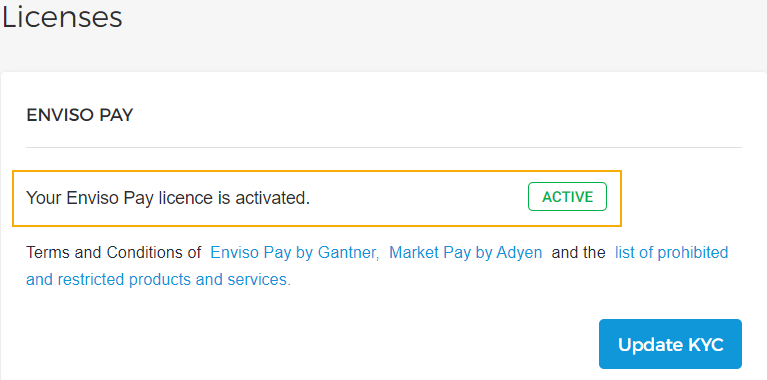 Licenses
ENVISO PAY
Your Enviso Pay licence is activated.
ACTIVE
Terms and Conditions of Enviso Pay by Gantner, Market Pay by Adyen and the list of prohibited
and restricted products and services.
Update KYC